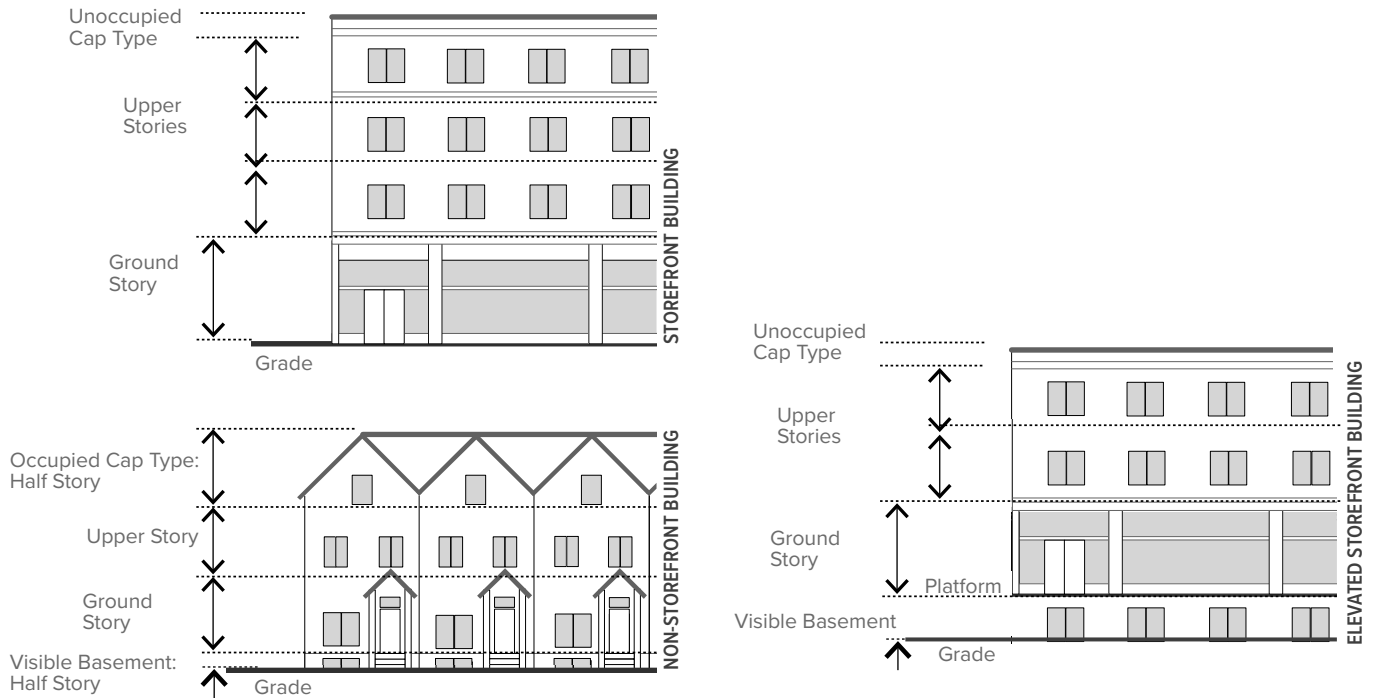 Unoccupied
Cap Type
Upper
Stories
Ground
Story
Grade
STOREFRONT BUILDING
Occupied Cap Type:
Half Story
Upper Story
Ground
Story
Visible Basement:
Half Story
Grade
NON-STOREFRONT BUILDING
Unoccupied
Cap Type
Upper
Stories
Ground
Story
Platform
Visible Basement
Grade
ELEVATED STOREFRONT BUILDING